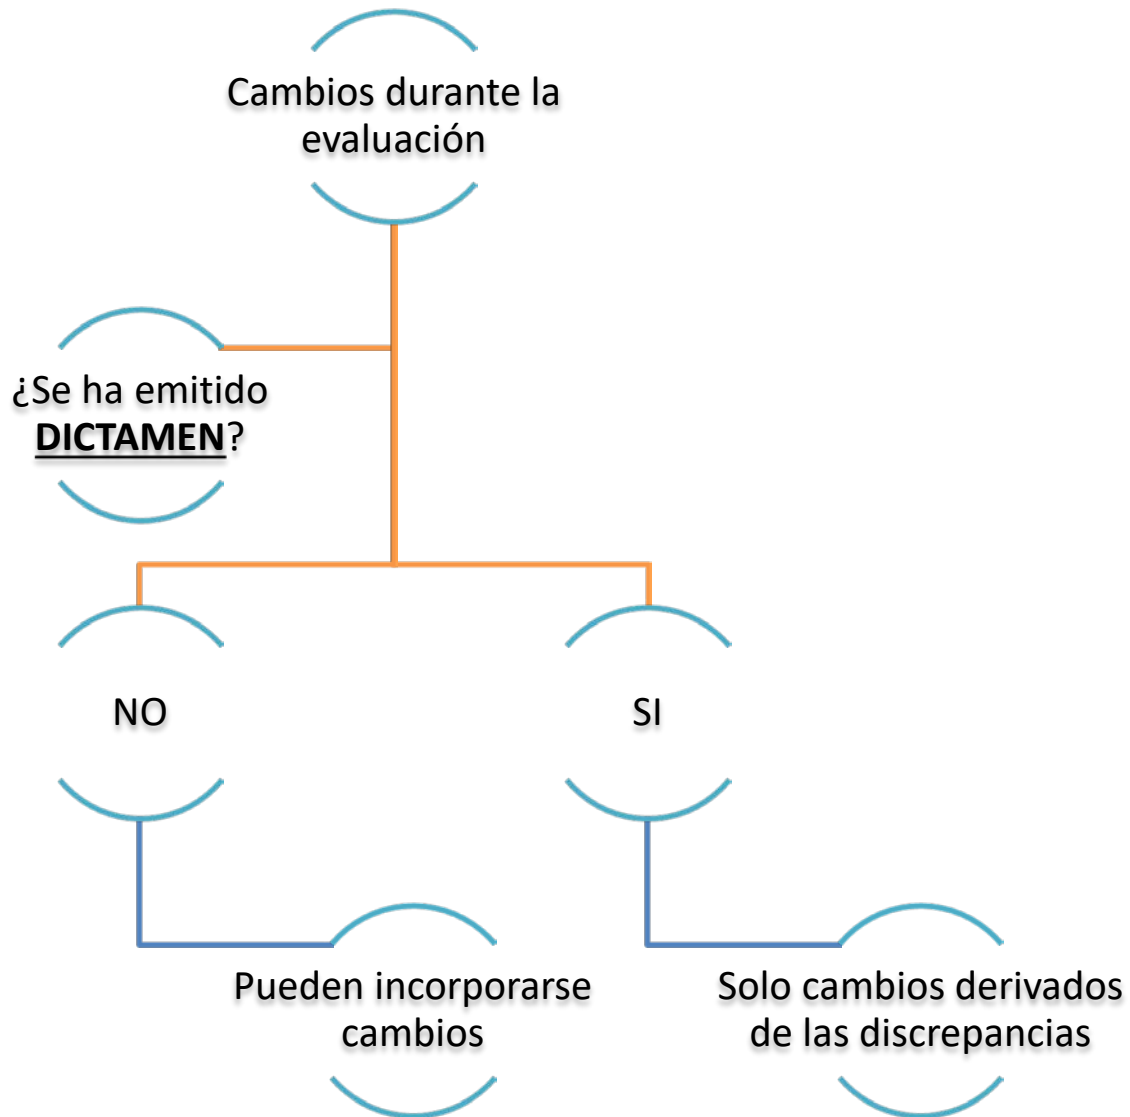 Cambios durante la
evaluación
¿Se ha emitido
DICTAMEN?
NO
SI
Pueden incorporarse
cambios
Solo cambios derivados
de las discrepancias